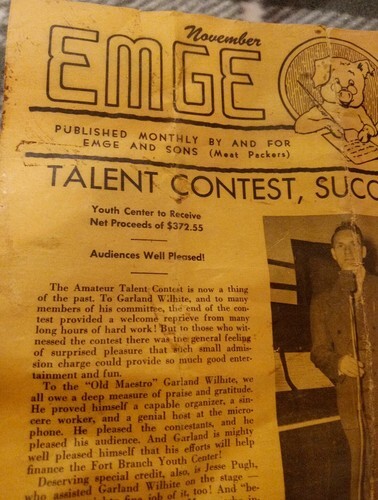 November
EMGE
PUBLISHED MONTHLY BY AND FOR
EMGE AND SONS (Meat Packers)
TALENT CONTEST, SUCC
Youth Center to Receive
Net Proceeds of $372.55
Audiences Well Pleased!
The Amateur Talent Contest is now a thing
of the past. To Garland Wilhite, and to many
members of his committee, the end of the con-
test provided a welcome reprieve from many
long hours of hard work! But to those who wit-
nessed the contest there was the general feeling
of surprised pleasure that such small admis-
sion charge could provide so much good enter-
tainment and fun.
To the "Old Maestro" Garland Wilhite, we
all owe a deep measure of praise and gratitude.
He proved himself a capable organizer, a sin-
cere worker, and a genial host at the micro-
phone. He pleased the contestants, and he
pleased his audience. And Garland is mighty
well pleased himself that his efforts will help
finance the Fort Branch Youth Center!
Deserving special credit, also, is Jesse Pugh,
who assisted Garland Wilhite on the stage —
job of it, too! And "be-